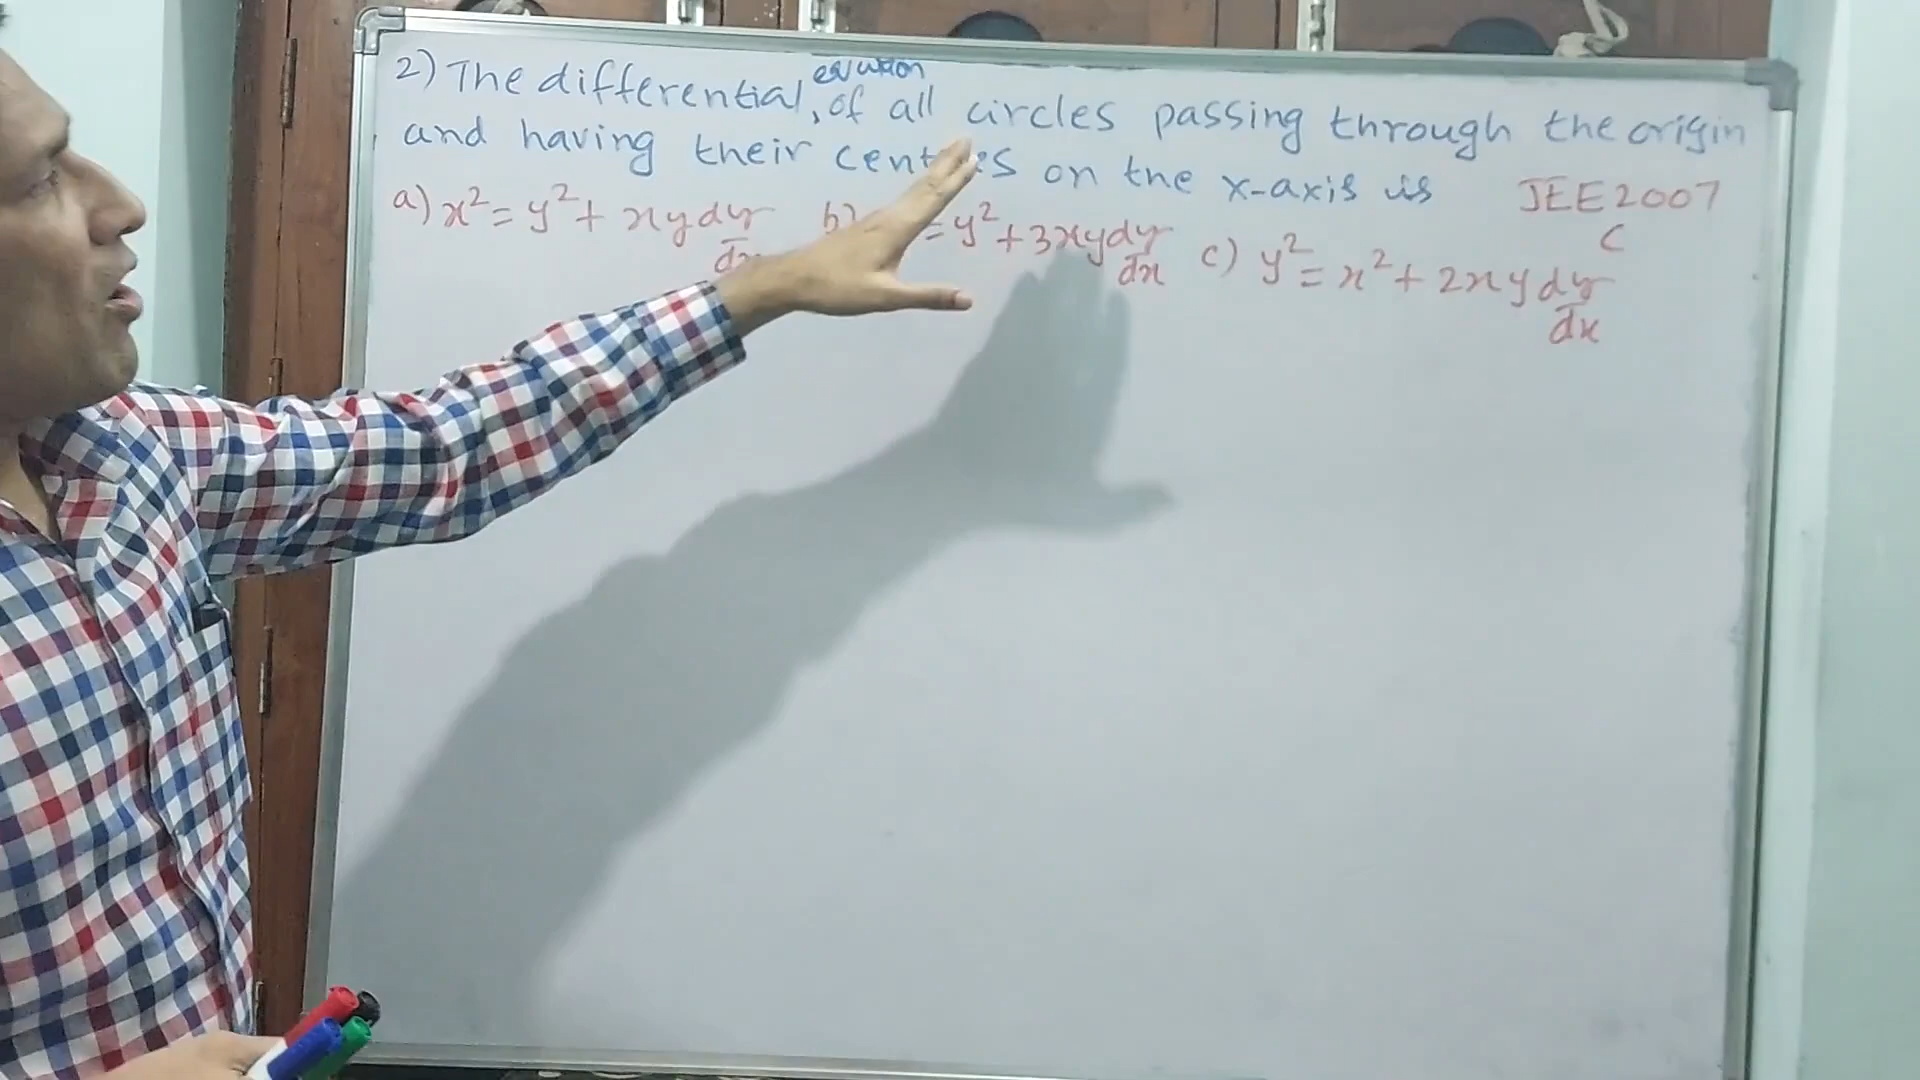 2) The differential, of all circles passing through the origin
equation
and having their centres on the x-axis is JEE 2007
C
a) x² = y² + xy dy/dx b) = y² + 3xy dy/dx c) y² = x² + 2xy dy/dx